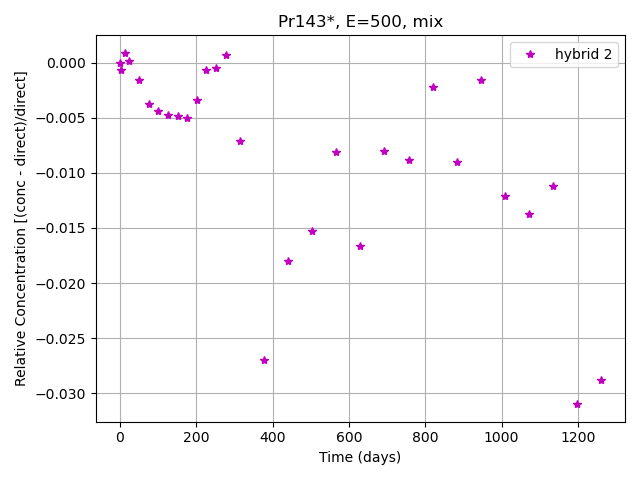 Pr143*, E=500, mix
hybrid 2
0.000
−0.005
−0.010
−0.015
−0.020
−0.025
−0.030
Relative Concentration [(conc - direct)/direct]
0 200 400 600 800 1000 1200
Time (days)